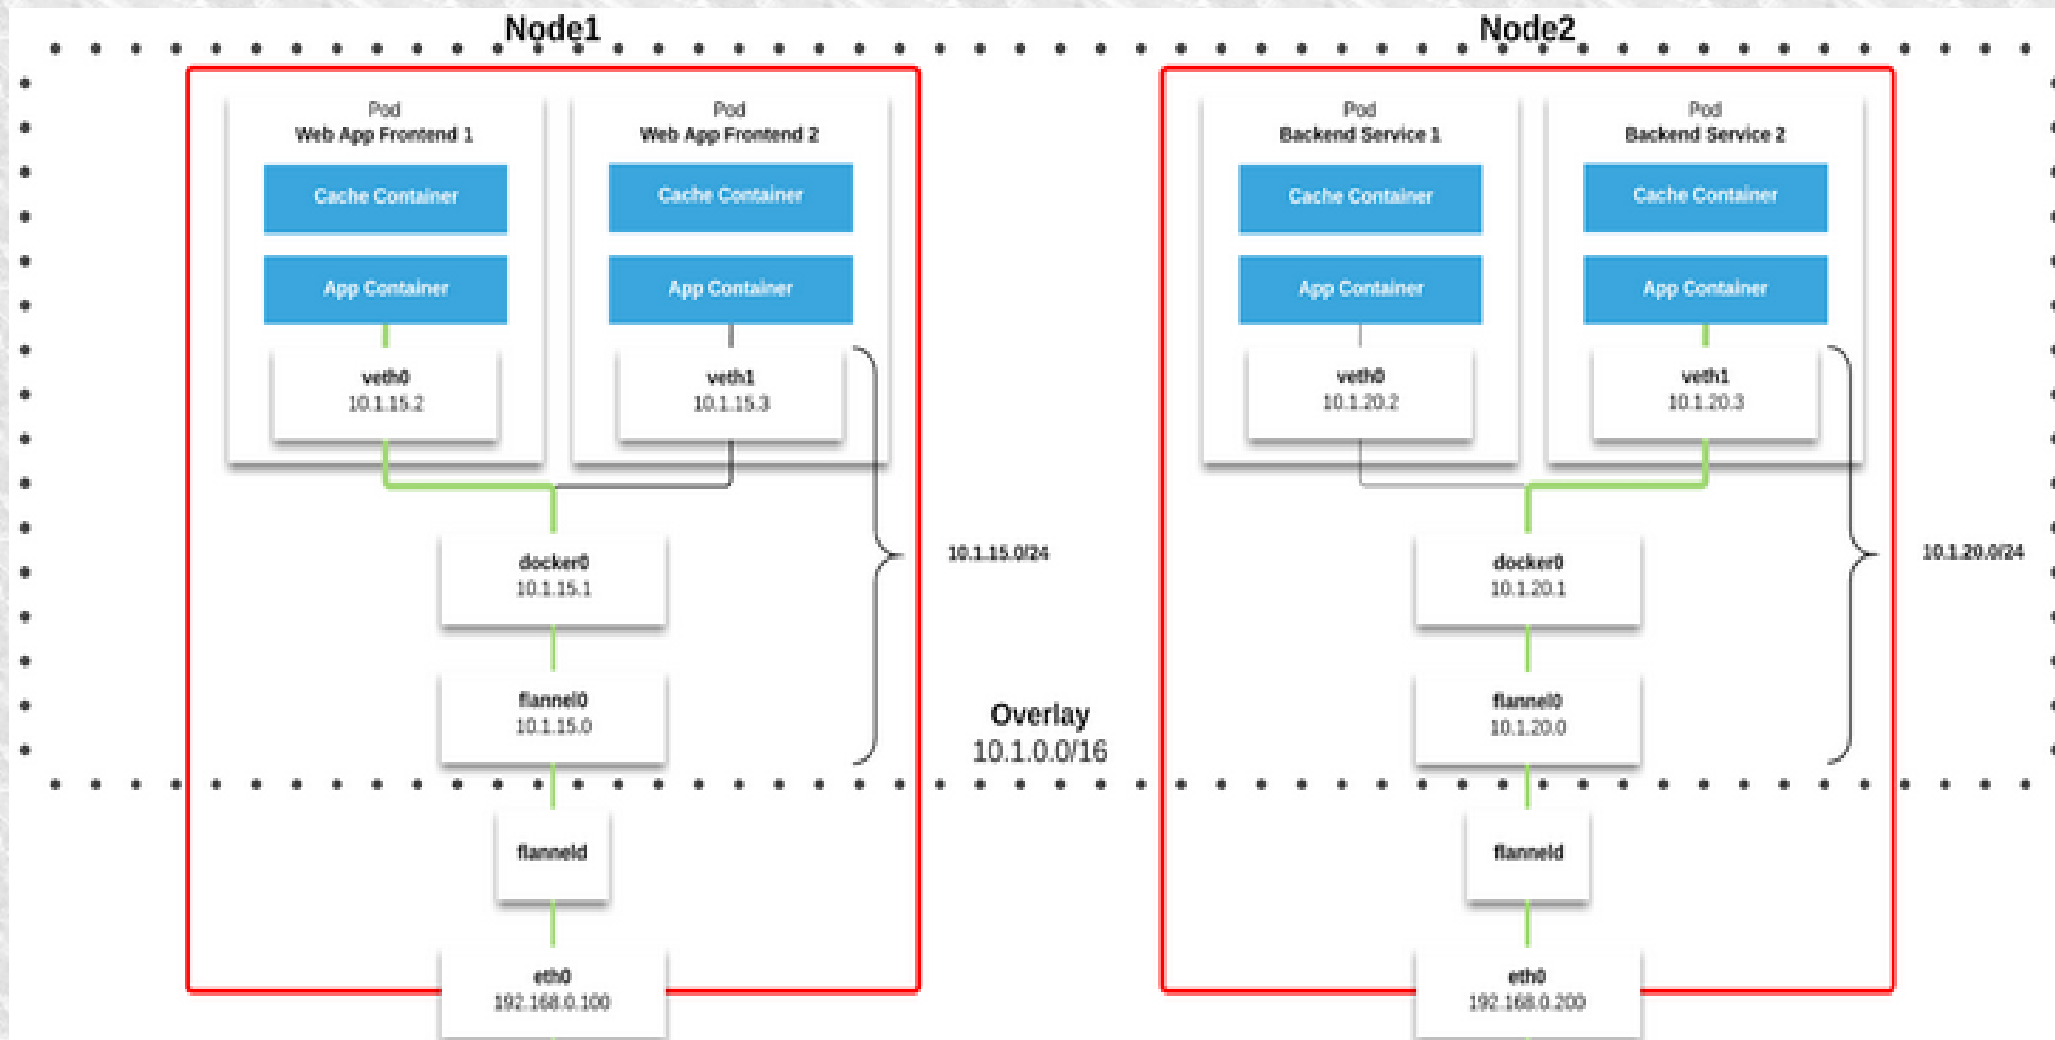 Node1
Node2
Pod
Web App Frontend 1
Cache Container
App Container
veth0
10.1.15.2
Pod
Web App Frontend 2
Cache Container
App Container
veth1
10.1.15.3
docker0
10.1.15.1
flannel0
10.1.15.0
10.1.15.0/24
flanneld
eth0
192.168.0.100
Overlay
10.1.0.0/16
Pod
Backend Service 1
Cache Container
App Container
veth0
10.1.20.2
Pod
Backend Service 2
Cache Container
App Container
veth1
10.1.20.3
docker0
10.1.20.1
flannel0
10.1.20.0
10.1.20.0/24
flanneld
eth0
192.168.0.200